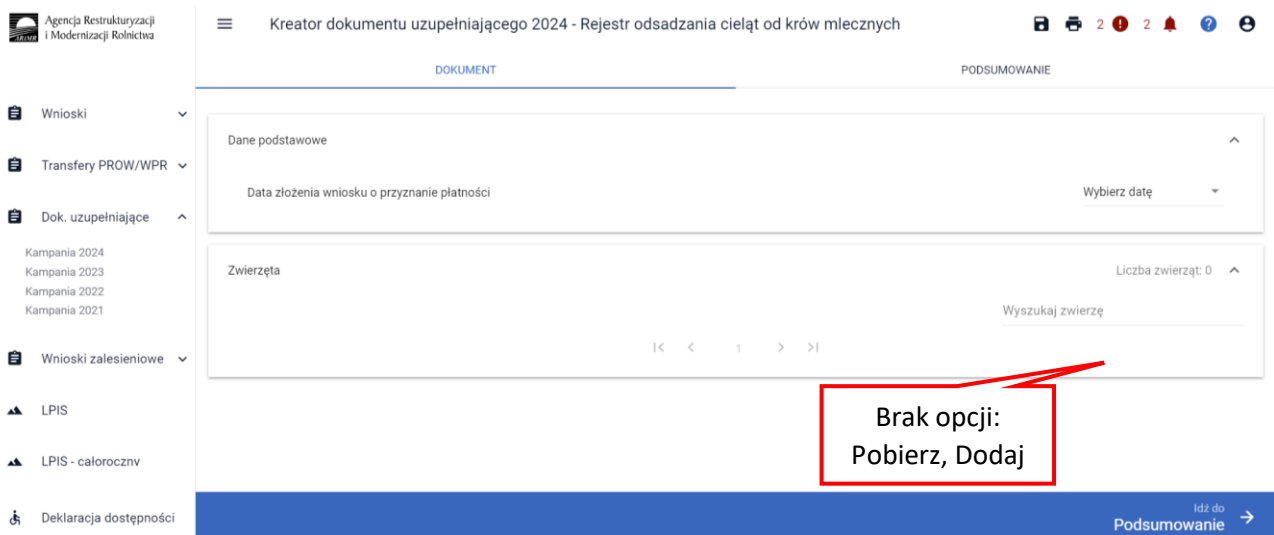 Agencja Restrukturyzacji
i Modernizacji Rolnictwa
ARiMR
Kreator dokumentu uzupełniającego 2024 - Rejestr odsadzania cieląt od krów mlecznych
2
2
DOKUMENT
PODSUMOWANIE
Wnioski
Transfery PROW/WPR
Dok. uzupełniające
Kampania 2024
Kampania 2023
Kampania 2022
Kampania 2021
Wnioski zalesieniowe
LPIS
LPIS - całoroczny
Deklaracja dostępności
Dane podstawowe
Data złożenia wniosku o przyznanie płatności
Wybierz datę
Zwierzęta
Liczba zwierząt: 0
Wyszukaj zwierzę
1
Brak opcji:
Pobierz, Dodaj
Idź do
Podsumowanie